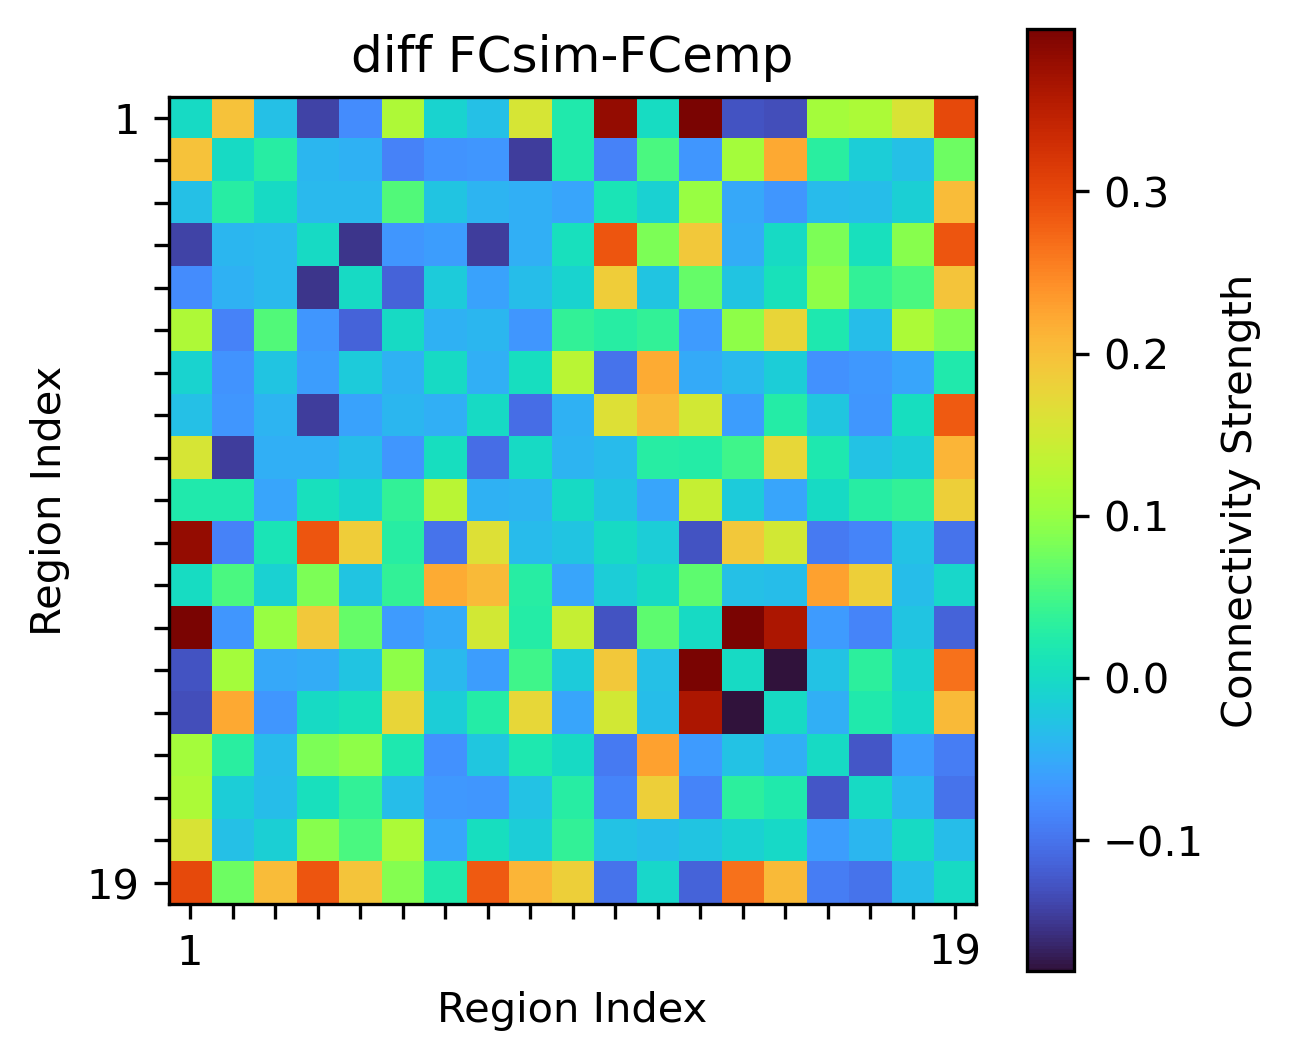 diff FCsim-FCemp
1
19
Region Index
1
19
Region Index
0.3
0.2
0.1
0.0
−0.1
Connectivity Strength